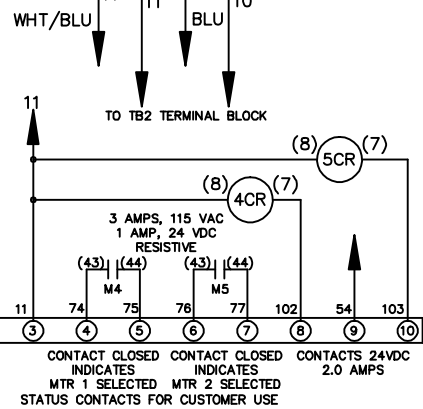 11 10
WHT/BLU BLU
11
TO TB2 TERMINAL BLOCK
(8) 5CR (7)
(8) 4CR (7)
3 AMPS, 115 VAC
1 AMP, 24 VDC
RESISTIVE
(43) (44) (43) (44)
M4 M5
11 74 75 76 77 102 54 103
3 4 5 6 7 8 9 10
CONTACT CLOSED CONTACT CLOSED CONTACTS 24VDC
INDICATES INDICATES 2.0 AMPS
MTR 1 SELECTED MTR 2 SELECTED
STATUS CONTACTS FOR CUSTOMER USE